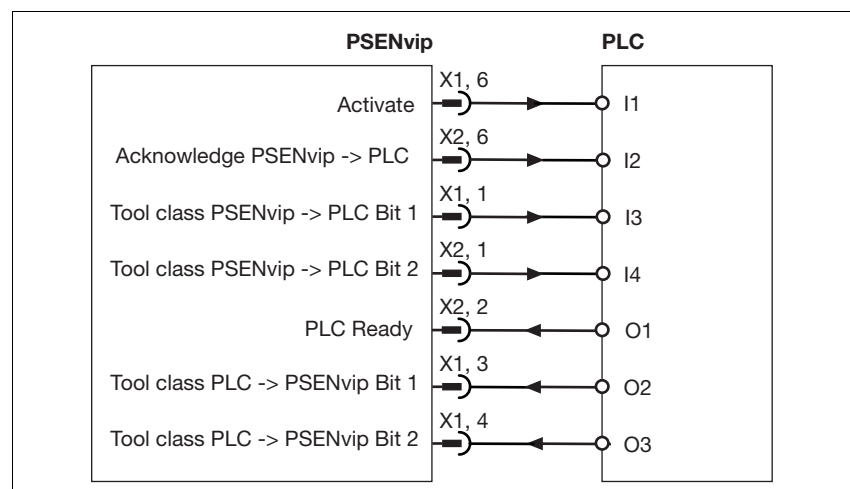 PSENvip PLC
Activate X1, 6 I1
Acknowledge PSENvip -> PLC X2, 6 I2
Tool class PSENvip -> PLC Bit 1 X1, 1 I3
Tool class PSENvip -> PLC Bit 2 X2, 1 I4
PLC Ready X2, 2 O1
Tool class PLC -> PSENvip Bit 1 X1, 3 O2
Tool class PLC -> PSENvip Bit 2 X1, 4 O3